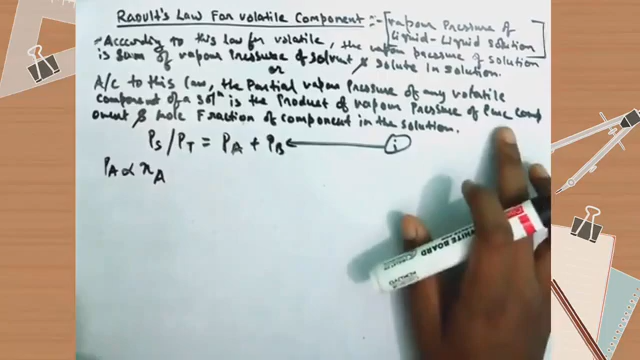 Raoult's Law For Volatile Component :- [vapour Pressure of
Liquid-Liquid Solution]
According to this law for volatile, the vapour pressure of solution
is sum of vapour Pressure of solvent & solute in solution.
or
A/c to this law, the Partial vapour Pressure of any volatile
component of a solⁿ is the Product of vapour Pressure of Pure Comp
onent & mole Fraction of component in the solution.
Ps/PT = PA + PB ← (i)
PA ∝ xA
WHITE BOARD